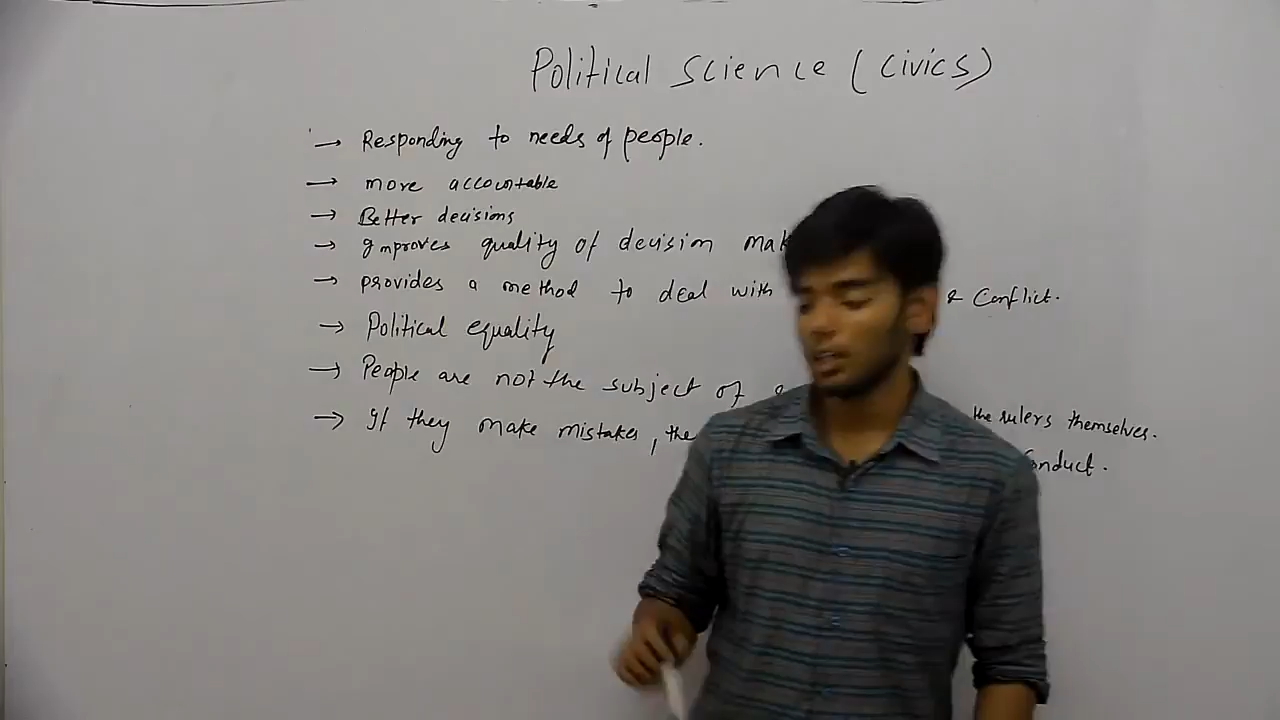 Political Science (Civics)
→ Responding to needs of people.
→ more accountable
→ Better decisions
→ Improves quality of decision mak
→ provides a method to deal with & Conflict.
→ Political equality
→ People are not the subject of the rulers themselves.
→ If they make mistakes, the Conduct.